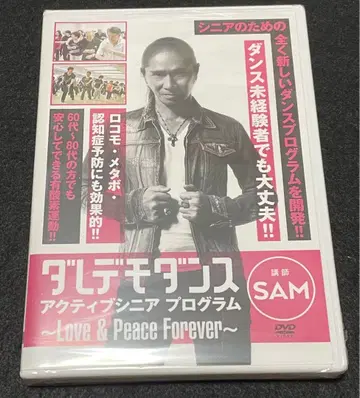 シニアのための
全く新しいダンスプログラムを開発!!
ダンス未経験者でも大丈夫!!
ロコモ・メタボ・
認知症予防にも効果的!!
60代〜80代の方でも
安心してできる有酸素運動!!
ダレデモダンス
アクティブシニア プログラム
〜Love & Peace Forever〜
講師
SAM
DVD